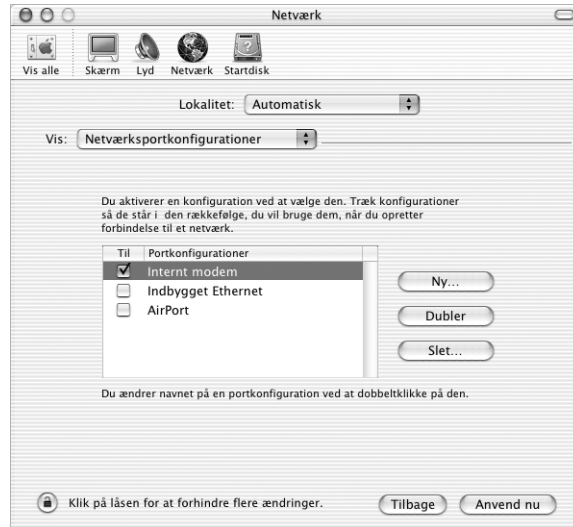 Netværk
Vis alle Skærm Lyd Netværk Startdisk
Lokalitet: Automatisk
Vis: Netværksportkonfigurationer
Du aktiverer en konfiguration ved at vælge den. Træk konfigurationer
så de står i den rækkefølge, du vil bruge dem, når du opretter
forbindelse til et netværk.
Til Portkonfigurationer
Internt modem
Indbygget Ethernet
AirPort
Ny...
Dubler
Slet...
Du ændrer navnet på en portkonfiguration ved at dobbeltklikke på den.
Klik på låsen for at forhindre flere ændringer.
Tilbage Anvend nu